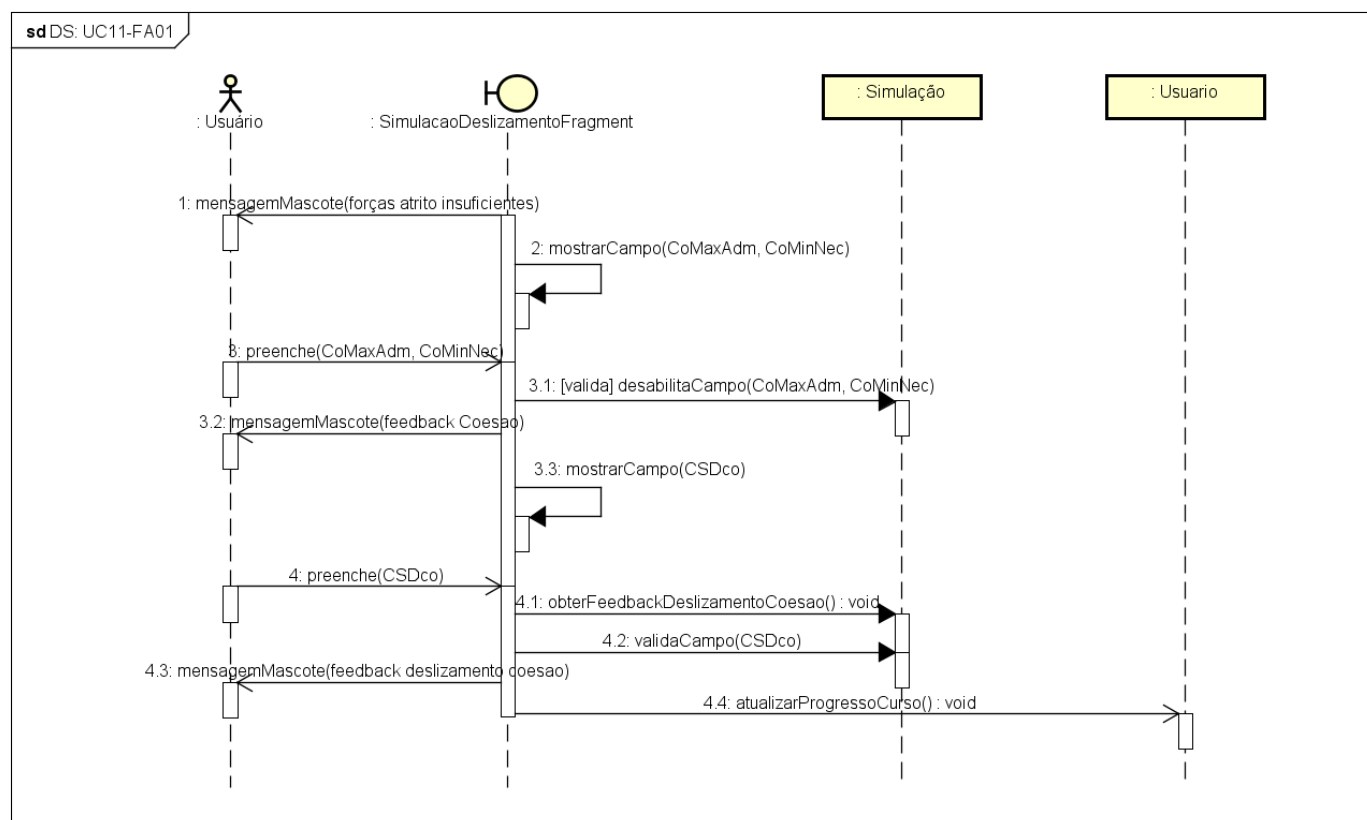 sd DS: UC11-FA01
: Usuário
: SimulacaoDeslizamentoFragment
: Simulação
: Usuario
1: mensagemMascote(forças atrito insuficientes)
2: mostrarCampo(CoMaxAdm, CoMinNec)
3: preenche(CoMaxAdm, CoMinNec)
3.1: [valida] desabilitaCampo(CoMaxAdm, CoMinNec)
3.2: mensagemMascote(feedback Coesao)
3.3: mostrarCampo(CSDco)
4: preenche(CSDco)
4.1: obterFeedbackDeslizamentoCoesao() : void
4.2: validaCampo(CSDco)
4.3: mensagemMascote(feedback deslizamento coesao)
4.4: atualizarProgressoCurso() : void